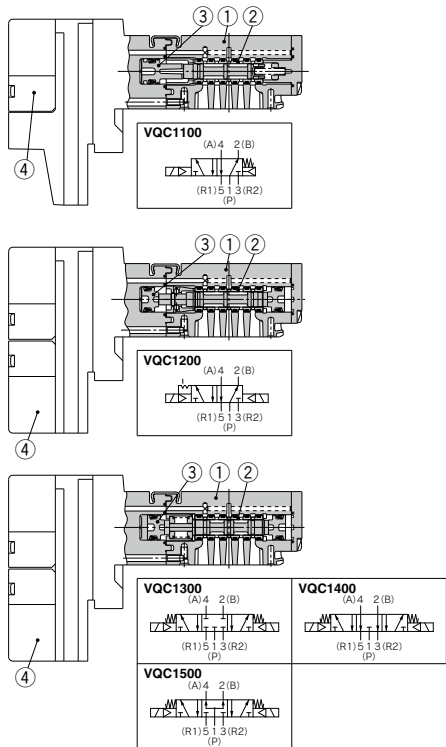 ③ ① ②
④
VQC1100
(A)4 2(B)
(R1)5 1 3(R2)
(P)
③ ① ②
④
VQC1200
(A)4 2(B)
(R1)5 1 3(R2)
(P)
③ ① ②
④
VQC1300
(A)4 2(B)
(R1)5 1 3(R2)
(P)
VQC1400
(A)4 2(B)
(R1)5 1 3(R2)
(P)
VQC1500
(A)4 2(B)
(R1)5 1 3(R2)
(P)